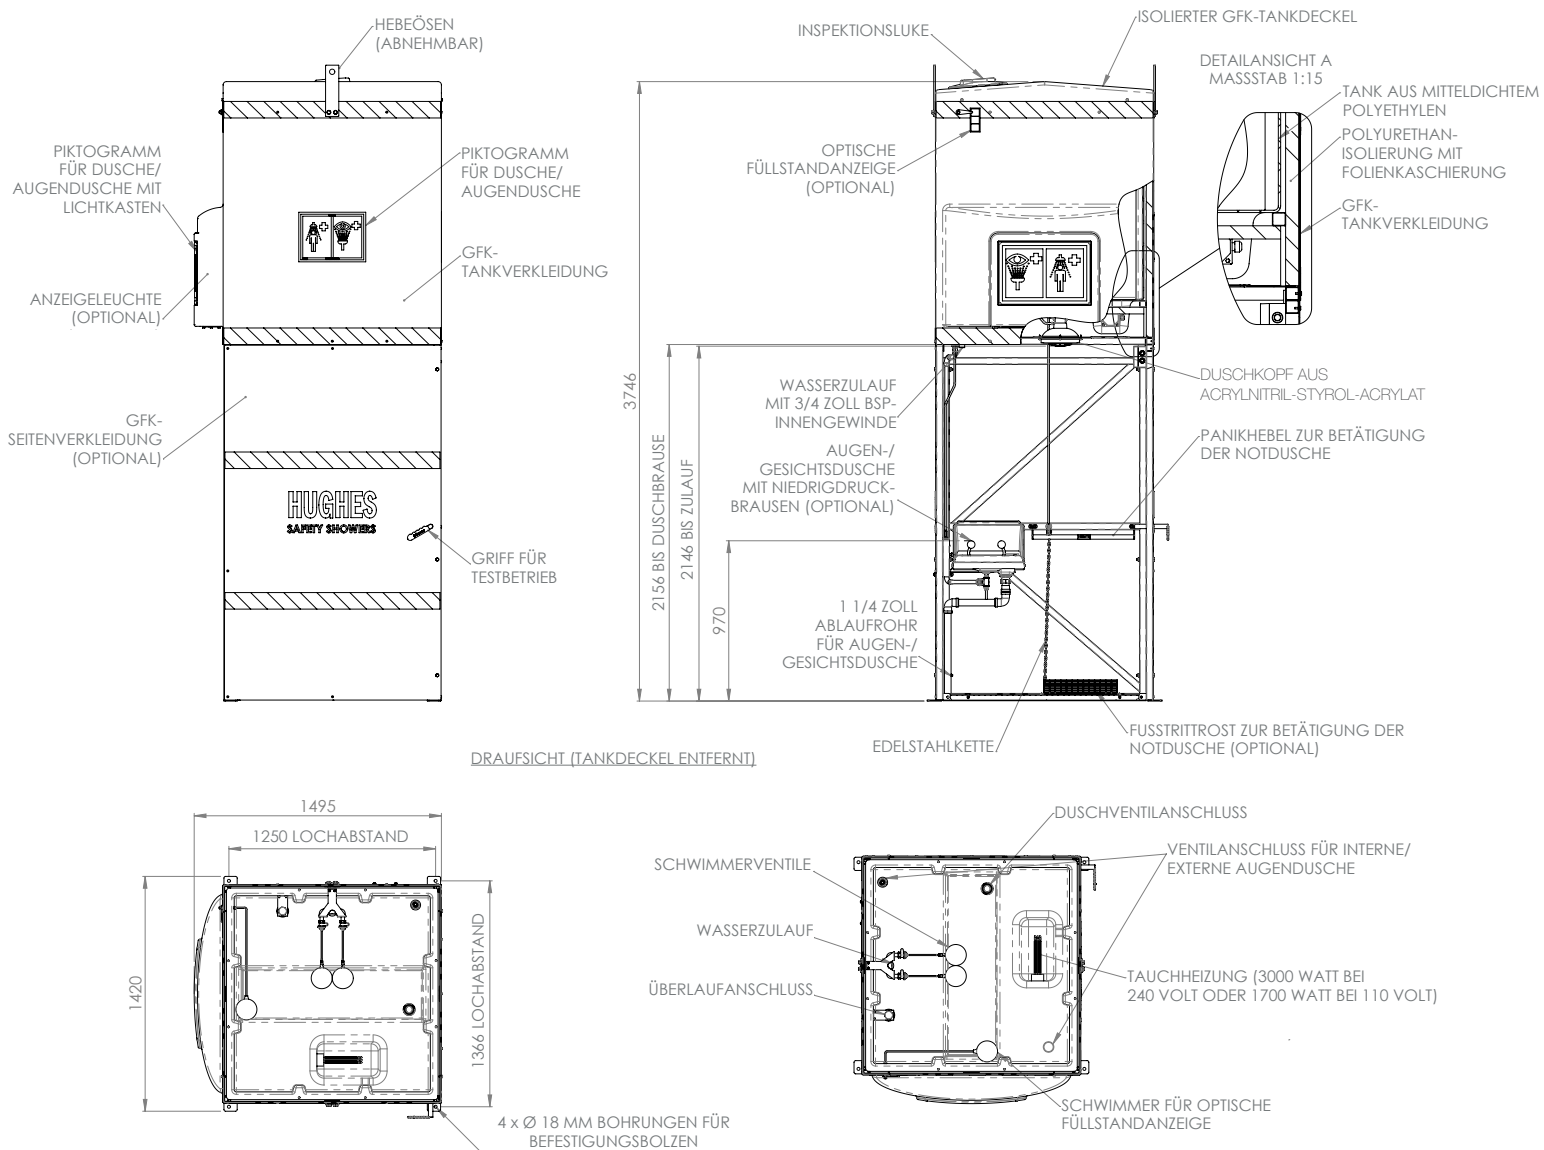 HEBEÖSEN
(ABNEHMBAR)
PIKTOGRAMM
FÜR DUSCHE/
AUGENDUSCHE MIT
LICHTKASTEN
PIKTOGRAMM
FÜR DUSCHE/
AUGENDUSCHE
GFK-
TANKVERKLEIDUNG
ANZEIGELEUCHTE
(OPTIONAL)
GFK-
SEITENVERKLEIDUNG
(OPTIONAL)
HUGHES
SAFETY SHOWERS
GRIFF FÜR
TESTBETRIEB
INSPEKTIONSLUKE
ISOLIERTER GFK-TANKDECKEL
DETAILANSICHT A
MASSSTAB 1:15
TANK AUS MITTELDICHTEM
POLYETHYLEN
POLYURETHAN-
ISOLIERUNG MIT
FOLIENKASCHIERUNG
GFK-
TANKVERKLEIDUNG
OPTISCHE
FÜLLSTANDANZEIGE
(OPTIONAL)
3746
2156 BIS DUSCHBRAUSE
2146 BIS ZULAUF
970
WASSERZULAUF
MIT 3/4 ZOLL BSP-
INNENGEWINDE
DUSCHKOPF AUS
ACRYLNITRIL-STYROL-ACRYLAT
AUGEN-/
GESICHTSDUSCHE
MIT NIEDRIGDRUCK-
BRAUSEN (OPTIONAL)
PANIKHEBEL ZUR BETÄTIGUNG
DER NOTDUSCHE
1 1/4 ZOLL
ABLAUFROHR
FÜR AUGEN-/
GESICHTSDUSCHE
EDELSTAHLKETTE
FUSSTRITTROST ZUR BETÄTIGUNG DER
NOTDUSCHE (OPTIONAL)
DRAUFSICHT (TANKDECKEL ENTFERNT)
1495
1250 LOCHABSTAND
1420
1366 LOCHABSTAND
4 x Ø 18 MM BOHRUNGEN FÜR
BEFESTIGUNGSBOLZEN
DUSCHVENTILANSCHLUSS
SCHWIMMERVENTILE
VENTILANSCHLUSS FÜR INTERNE/
EXTERNE AUGENDUSCHE
WASSERZULAUF
ÜBERLAUFANSCHLUSS
TAUCHHEIZUNG (3000 WATT BEI
240 VOLT ODER 1700 WATT BEI 110 VOLT)
SCHWIMMER FÜR OPTISCHE
FÜLLSTANDANZEIGE